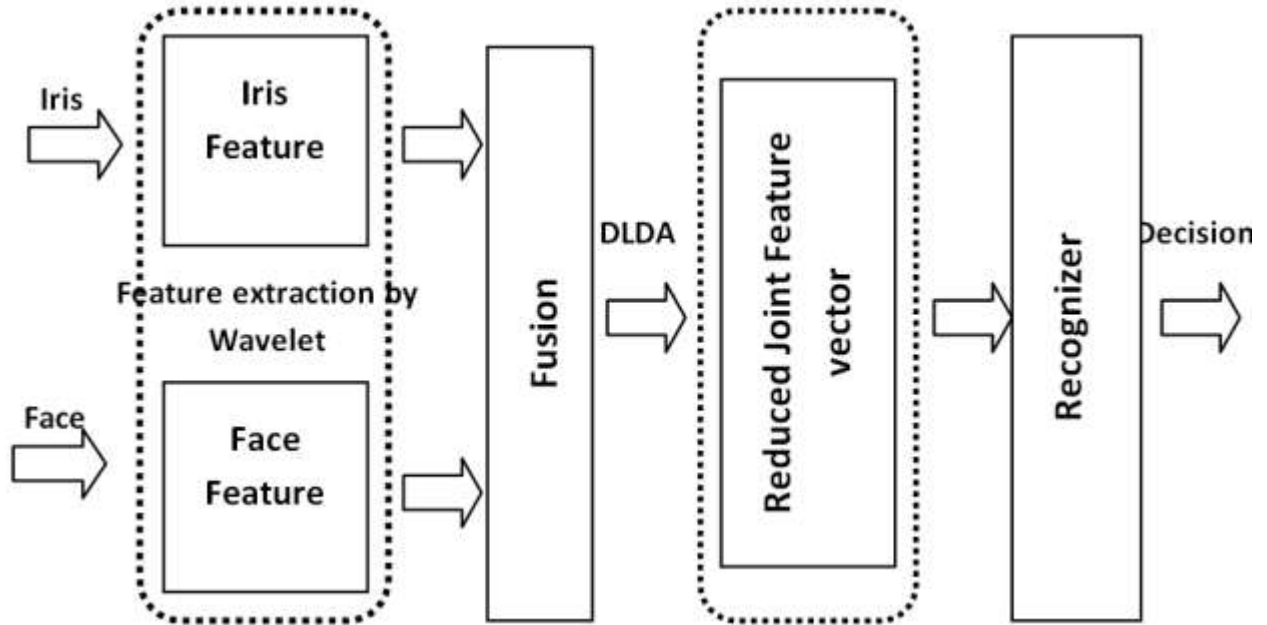 Iris
Iris
Feature
Feature extraction by
Wavelet
Face
Face
Feature
Fusion
DLDA
Reduced Joint Feature
vector
Recognizer
Decision